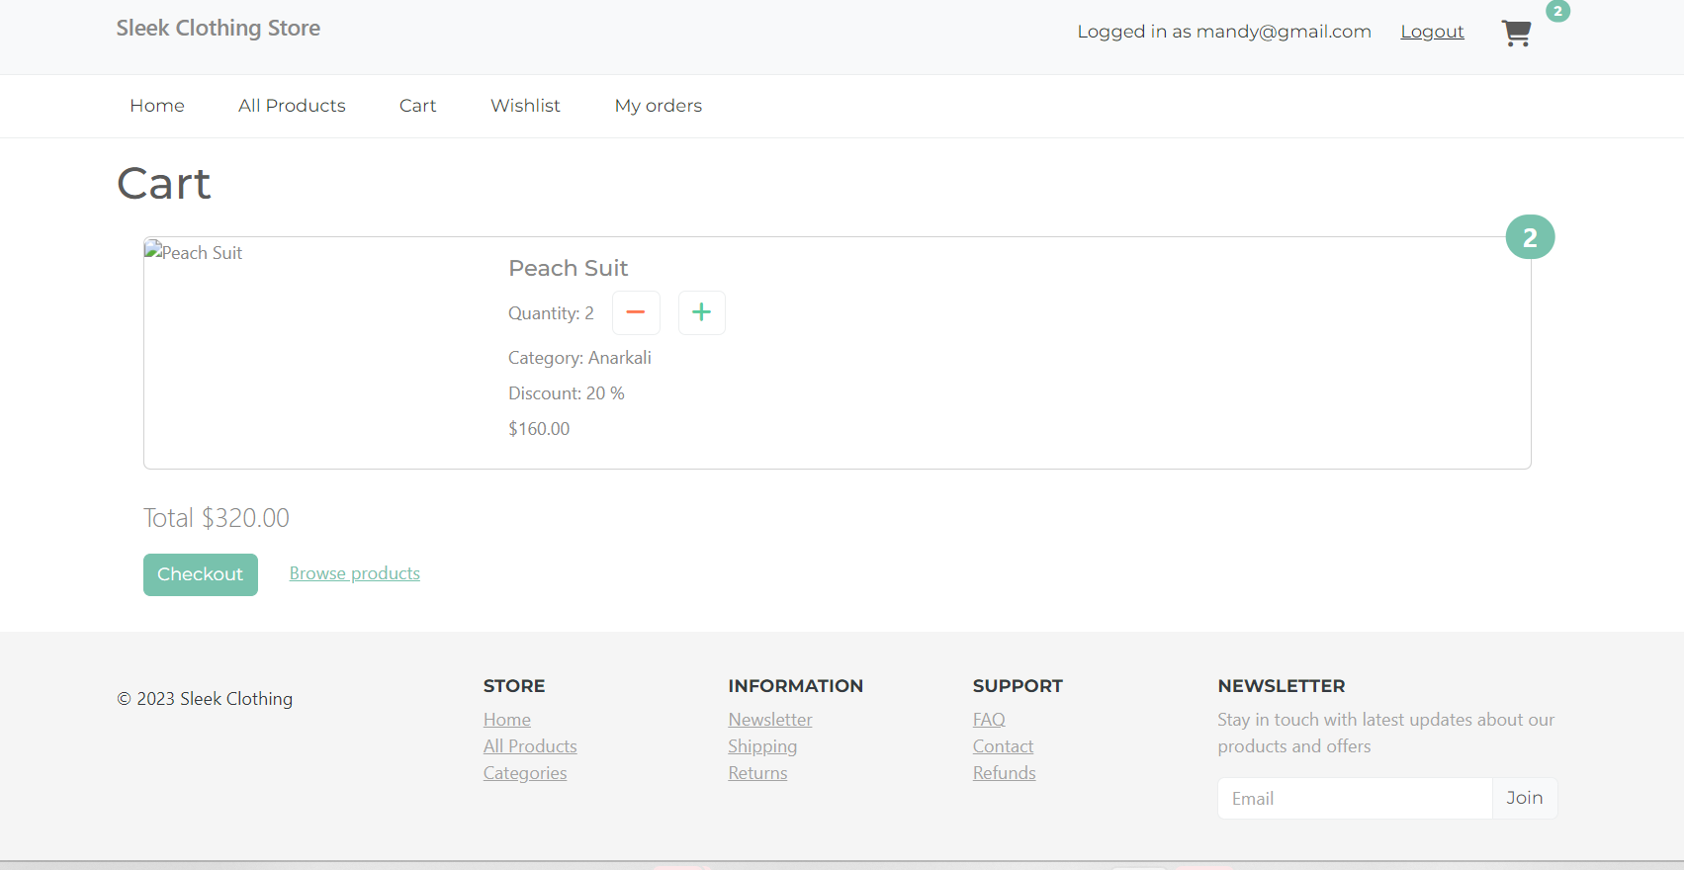 Sleek Clothing Store
Logged in as mandy@gmail.com
Logout
2
Home
All Products
Cart
Wishlist
My orders
Cart
2
Peach Suit
Peach Suit
Quantity: 2
Category: Anarkali
Discount: 20 %
$160.00
Total $320.00
Checkout
Browse products
© 2023 Sleek Clothing
STORE
Home
All Products
Categories
INFORMATION
Newsletter
Shipping
Returns
SUPPORT
FAQ
Contact
Refunds
NEWSLETTER
Stay in touch with latest updates about our
products and offers
Email
Join